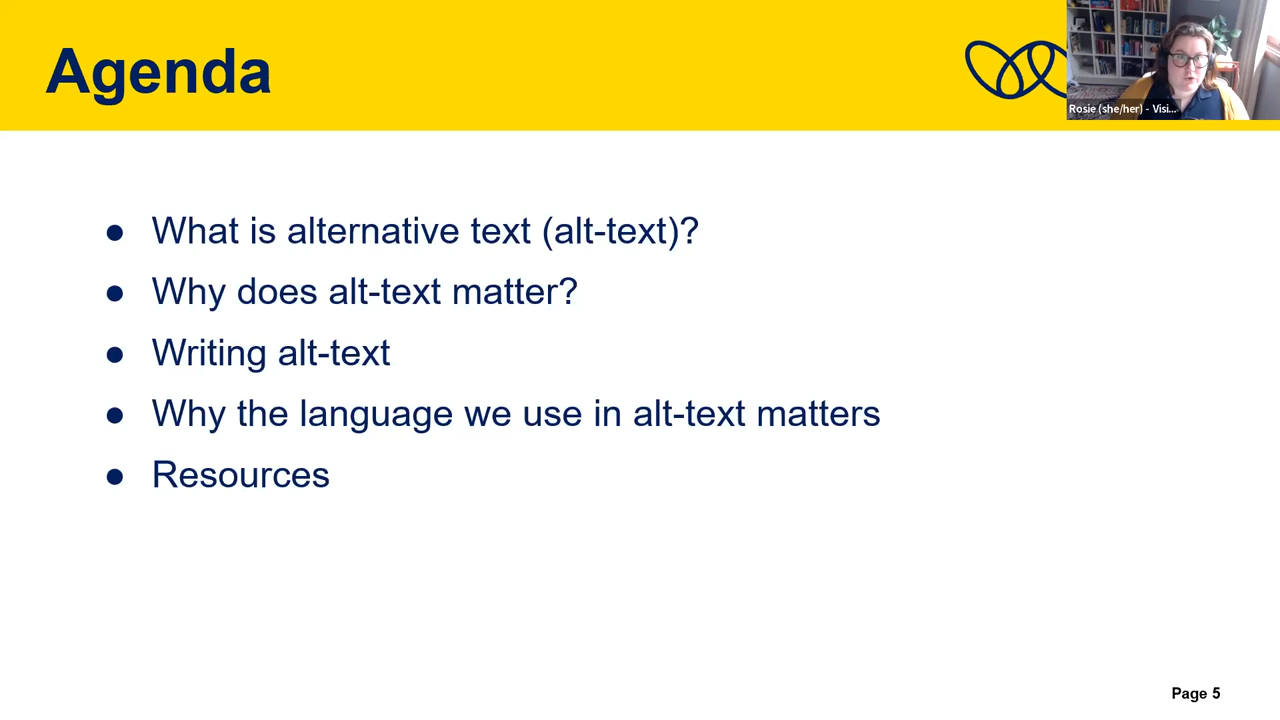 Agenda
Rosie (she/her) - Visi...
● What is alternative text (alt-text)?
● Why does alt-text matter?
● Writing alt-text
● Why the language we use in alt-text matters
● Resources
Page 5